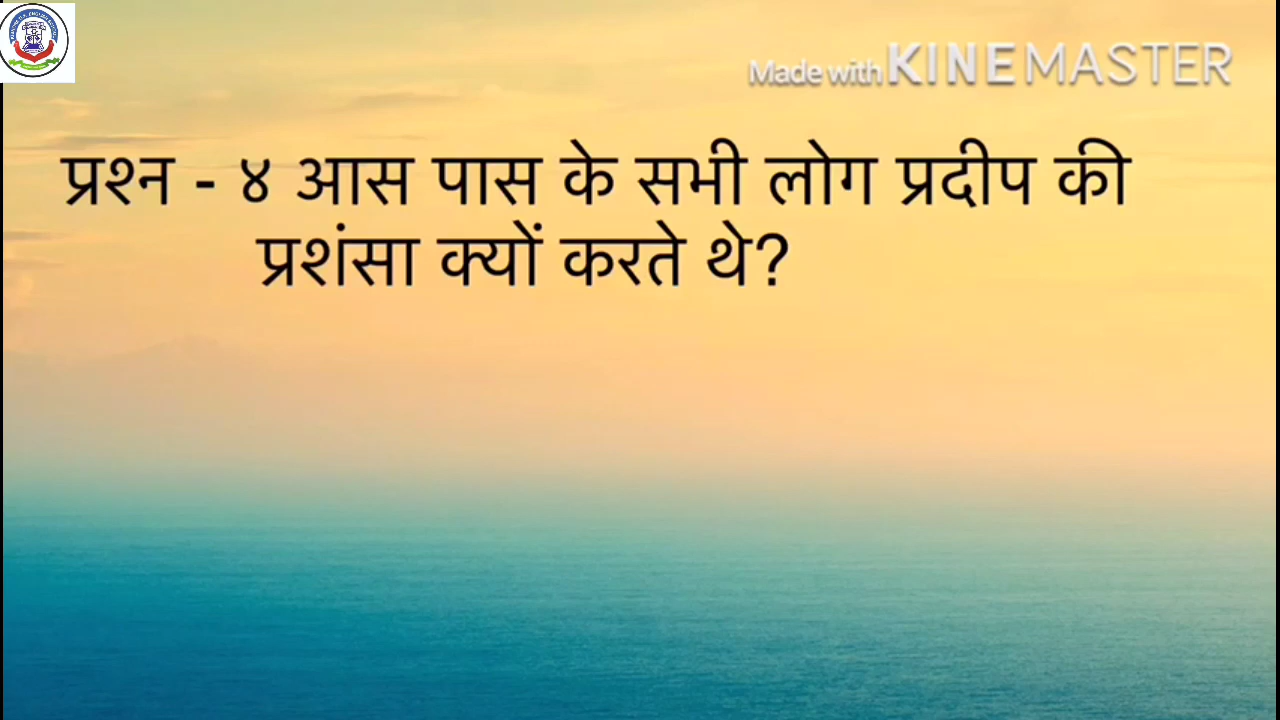 Made with KINEMASTER
प्रश्न - ४ आस पास के सभी लोग प्रदीप की
प्रशंसा क्यों करते थे?